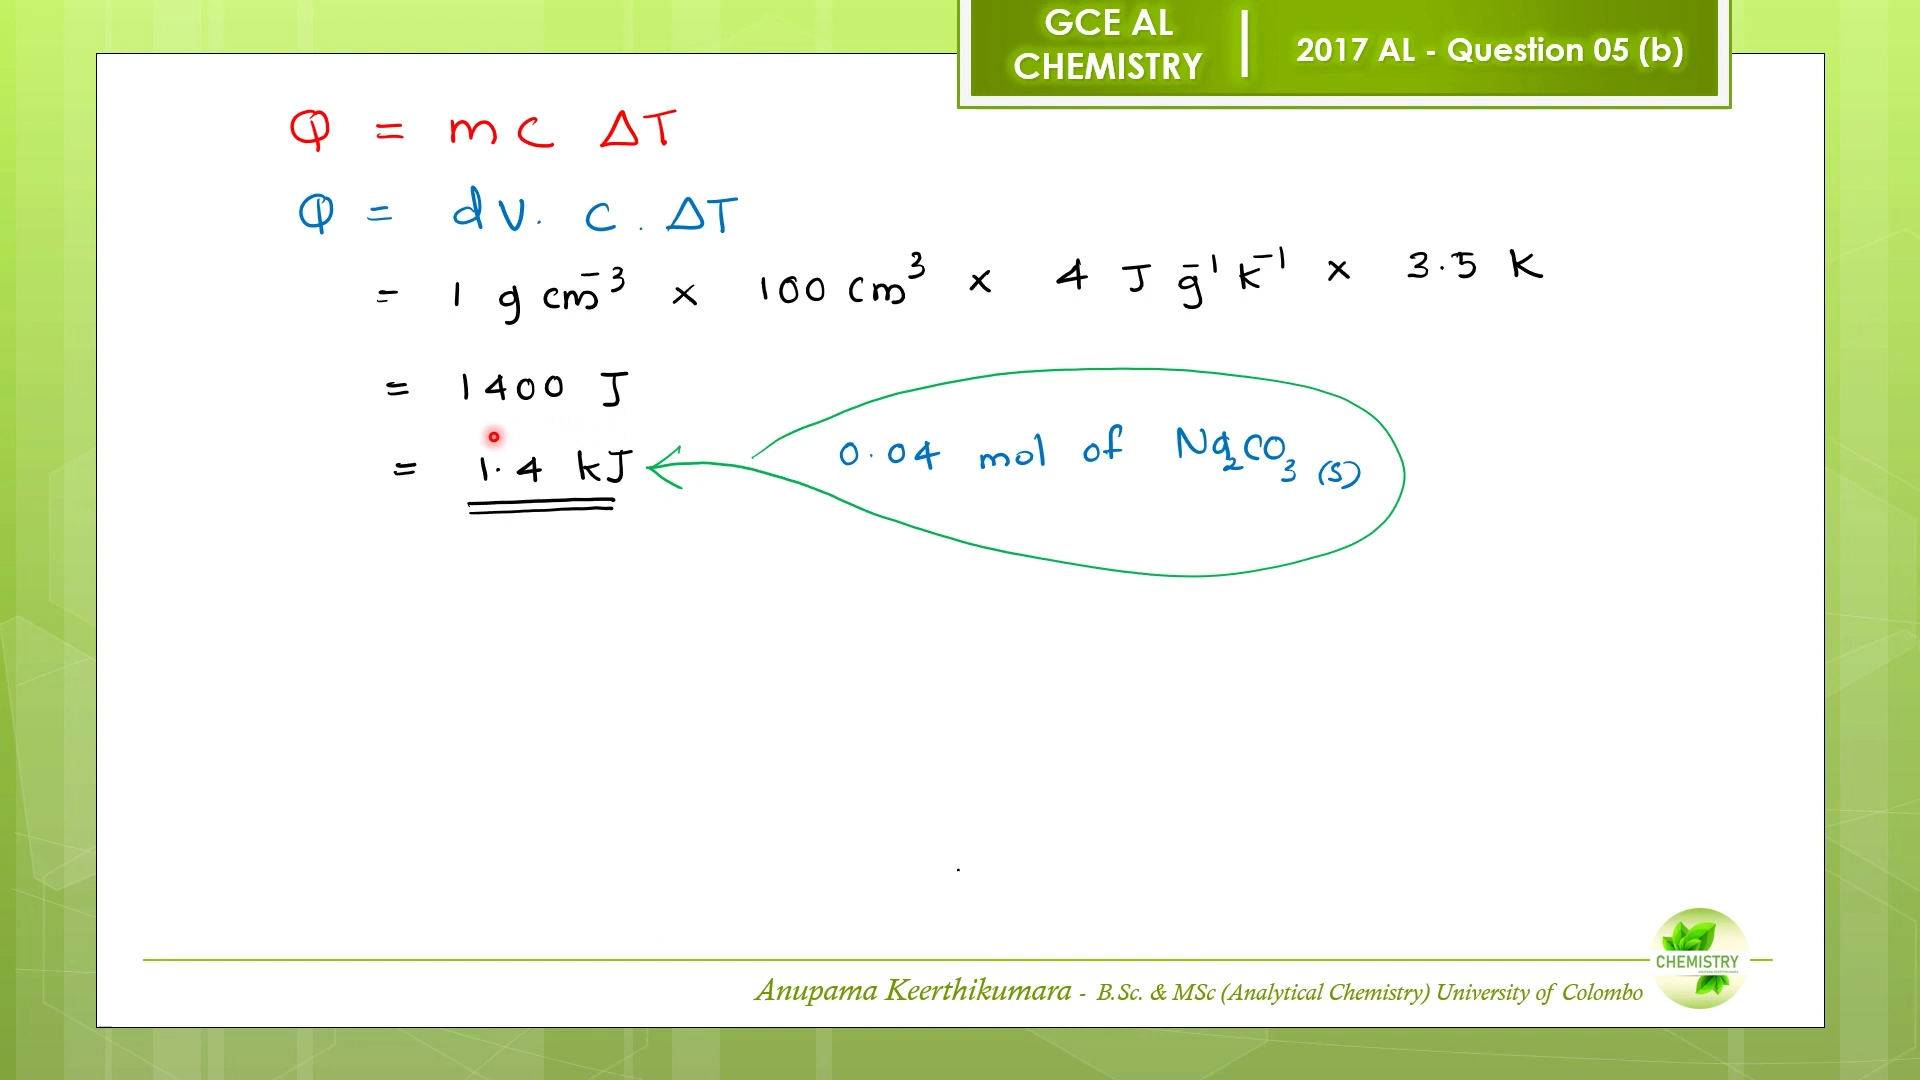 GCE AL
CHEMISTRY
2017 AL - Question 05 (b)
Q = m c ΔT
Q = d v. c . ΔT
= 1 g cm⁻³ × 100 cm³ × 4 J g⁻¹ k⁻¹ × 3.5 K
= 1400 J
= 1.4 kJ
0.04 mol of Na₂CO₃ (s)
CHEMISTRY
Anupama Keerthikumara - B.Sc. & MSc (Analytical Chemistry) University of Colombo